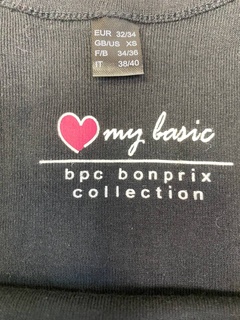 EUR 32/34
GB/US XS
F/B 34/36
IT 38/40
my basic
bpc bonprix
collection